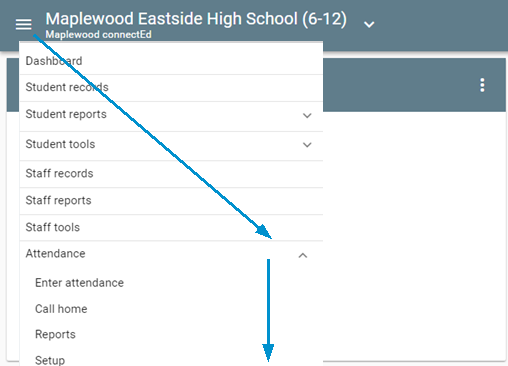 Maplewood Eastside High School (6-12)
Maplewood connectEd
Dashboard
Student records
Student reports
Student tools
Staff records
Staff reports
Staff tools
Attendance
Enter attendance
Call home
Reports
Setup